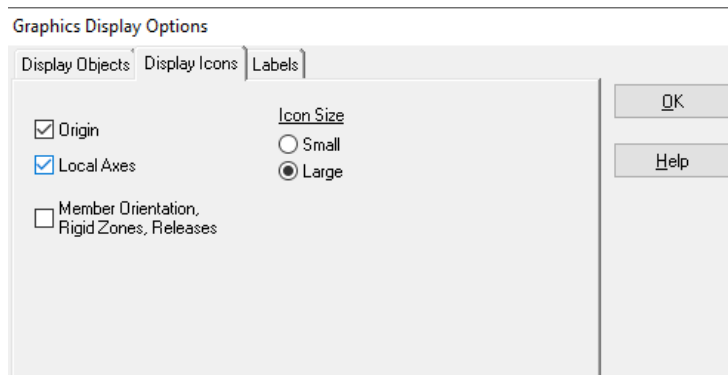 Graphics Display Options
Display Objects
Display Icons
Labels
Origin
Local Axes
Member Orientation,
Rigid Zones, Releases
Icon Size
Small
Large
OK
Help